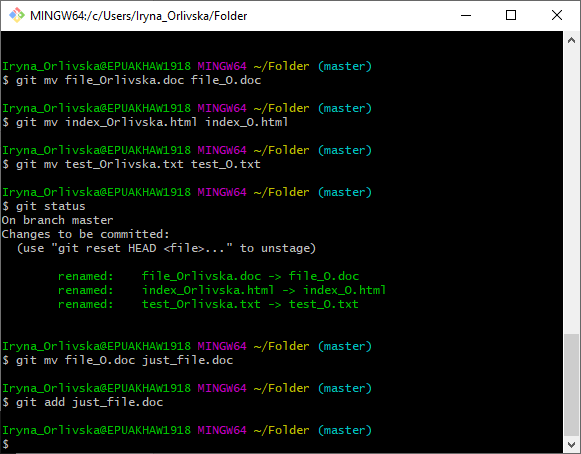 MINGW64:/c/Users/Iryna_Orlivska/Folder
Iryna_Orlivska@EPUAKHAW1918 MINGW64 ~/Folder (master)
$ git mv file_Orlivska.doc file_O.doc
Iryna_Orlivska@EPUAKHAW1918 MINGW64 ~/Folder (master)
$ git mv index_Orlivska.html index_O.html
Iryna_Orlivska@EPUAKHAW1918 MINGW64 ~/Folder (master)
$ git mv test_Orlivska.txt test_O.txt
Iryna_Orlivska@EPUAKHAW1918 MINGW64 ~/Folder (master)
$ git status
On branch master
Changes to be committed:
  (use "git reset HEAD <file>..." to unstage)
        renamed:    file_Orlivska.doc -> file_O.doc
        renamed:    index_Orlivska.html -> index_O.html
        renamed:    test_Orlivska.txt -> test_O.txt
Iryna_Orlivska@EPUAKHAW1918 MINGW64 ~/Folder (master)
$ git mv file_O.doc just_file.doc
Iryna_Orlivska@EPUAKHAW1918 MINGW64 ~/Folder (master)
$ git add just_file.doc
Iryna_Orlivska@EPUAKHAW1918 MINGW64 ~/Folder (master)
$